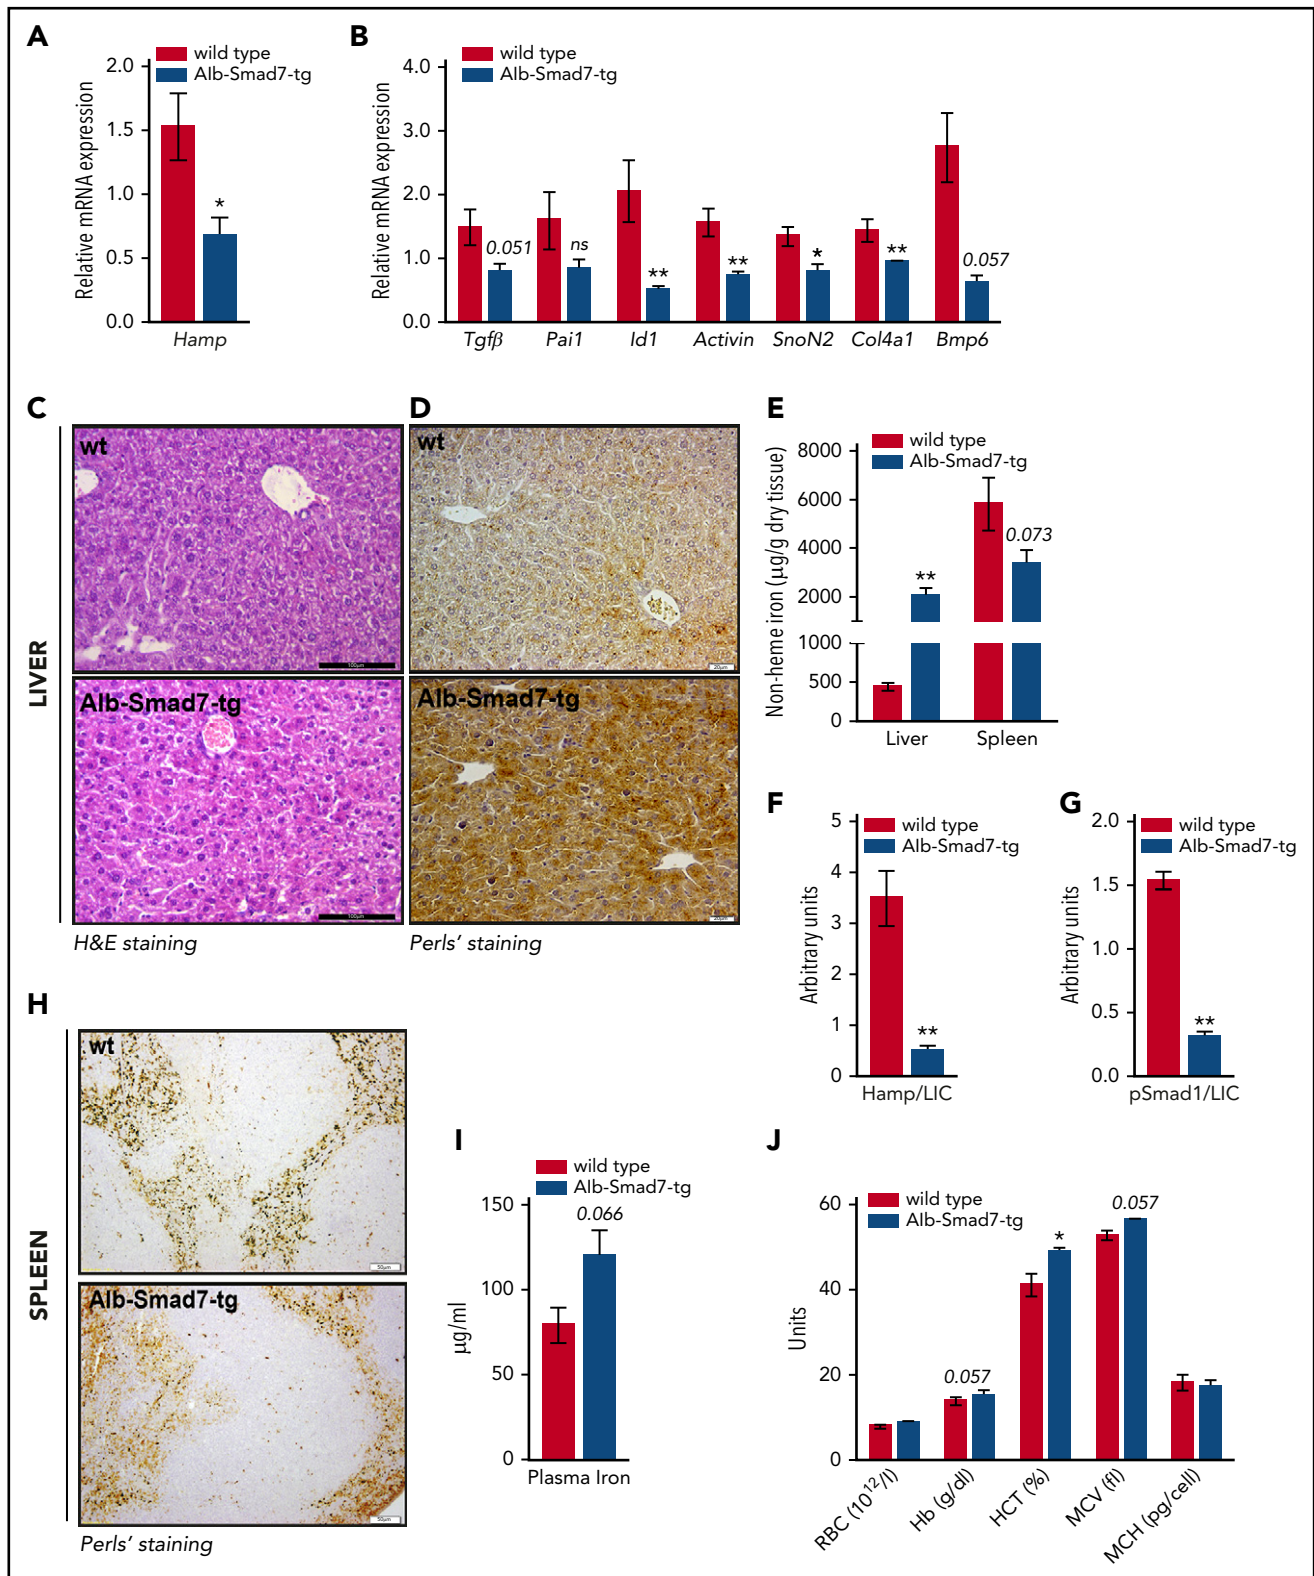 A
wild type
Alb-Smad7-tg
Relative mRNA expression
2.0
1.5
1.0
0.5
0.0
*
Hamp
B
wild type
Alb-Smad7-tg
Relative mRNA expression
4.0
3.0
2.0
1.0
0.0
0.051
ns
**
**
*
**
0.057
Tgfβ Pai1 Id1 Activin SnoN2 Col4a1 Bmp6
C
LIVER
wt
100µm
Alb-Smad7-tg
100µm
H&E staining
D
wt
20µm
Alb-Smad7-tg
20µm
Perls' staining
E
wild type
Alb-Smad7-tg
Non-heme iron (µg/g dry tissue)
8000
6000
4000
2000
1000
500
0
**
0.073
Liver Spleen
F
wild type
Alb-Smad7-tg
Arbitrary units
5
4
3
2
1
0
**
Hamp/LIC
G
wild type
Alb-Smad7-tg
Arbitrary units
2.0
1.5
1.0
0.5
0.0
**
pSmad1/LIC
H
SPLEEN
wt
50µm
Alb-Smad7-tg
50µm
Perls' staining
I
wild type
Alb-Smad7-tg
µg/ml
150
100
50
0
0.066
Plasma Iron
J
wild type
Alb-Smad7-tg
Units
60
40
20
0
0.057
*
0.057
RBC (10¹²/l)
Hb (g/dl)
HCT (%)
MCV (fl)
MCH (pg/cell)